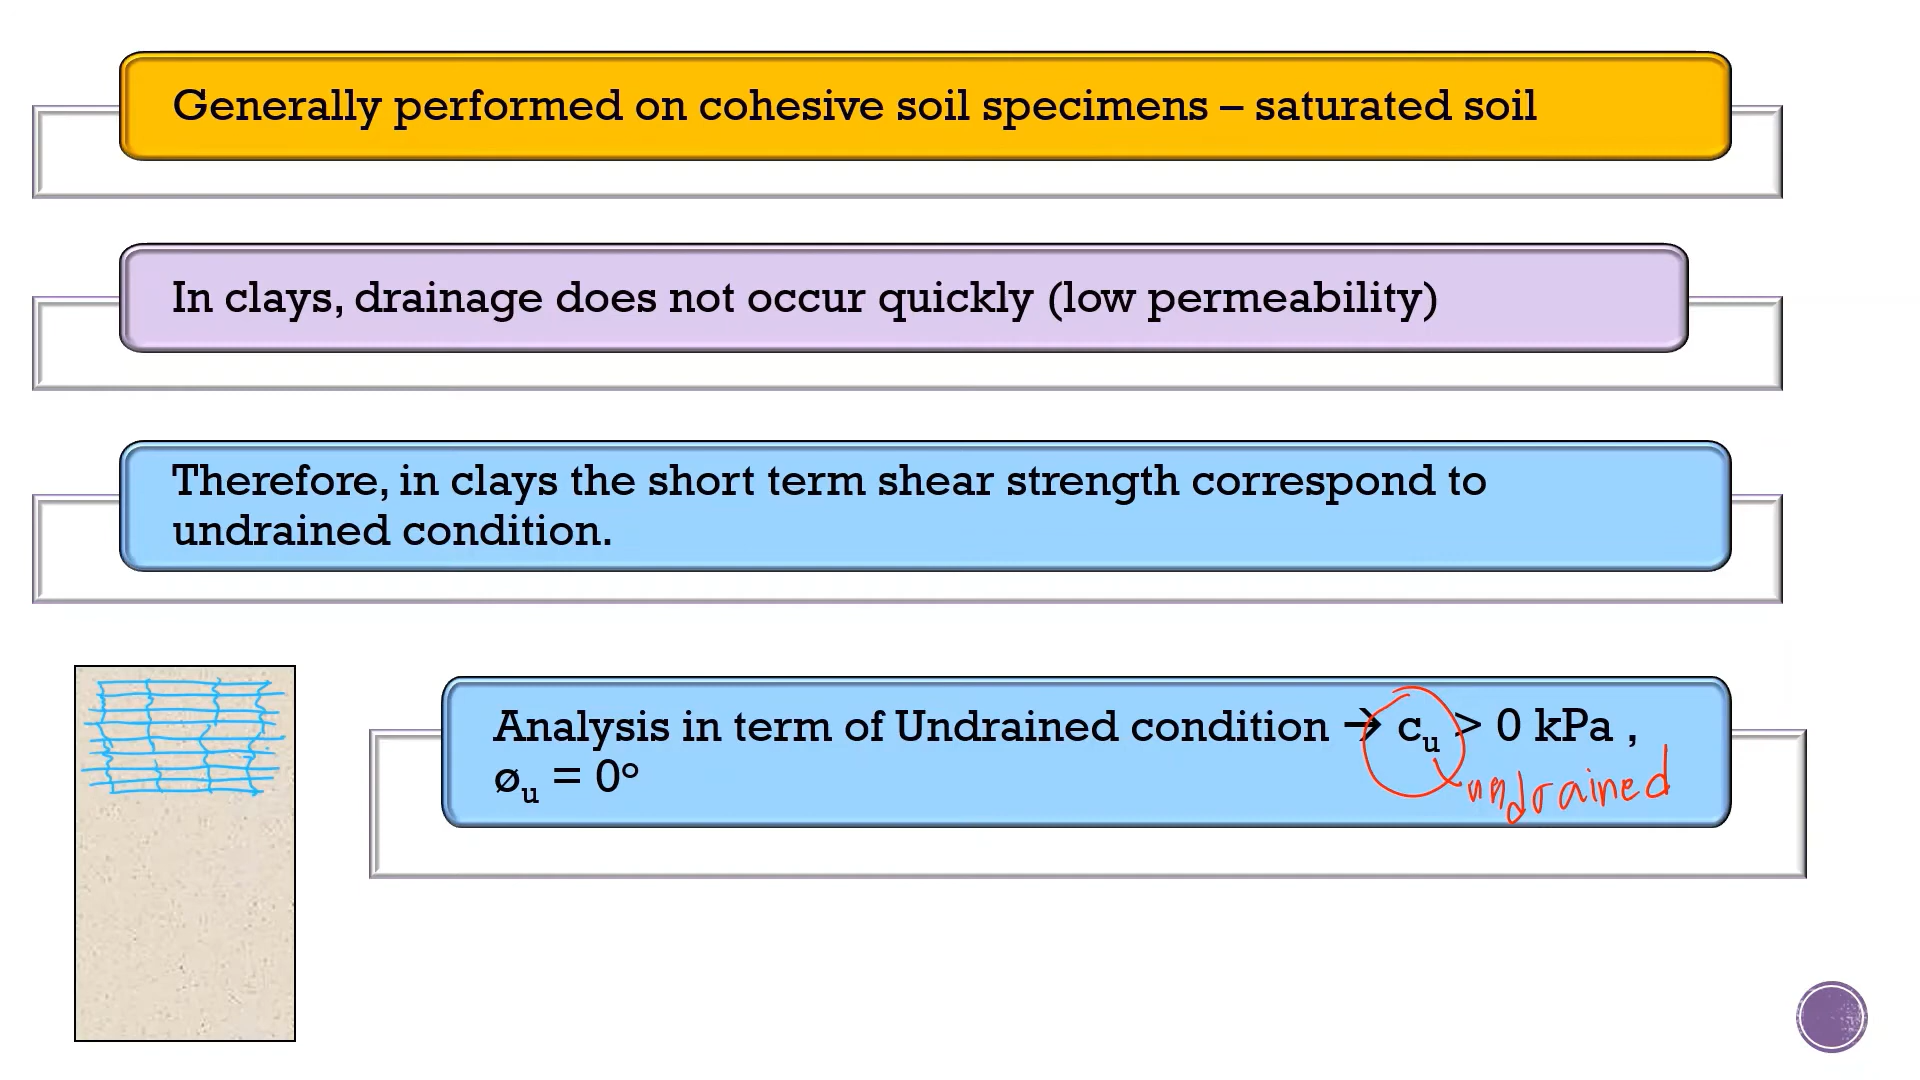 Generally performed on cohesive soil specimens – saturated soil
In clays, drainage does not occur quickly (low permeability)
Therefore, in clays the short term shear strength correspond to
undrained condition.
Analysis in term of Undrained condition → cᵤ > 0 kPa ,
øᵤ = 0°
undrained